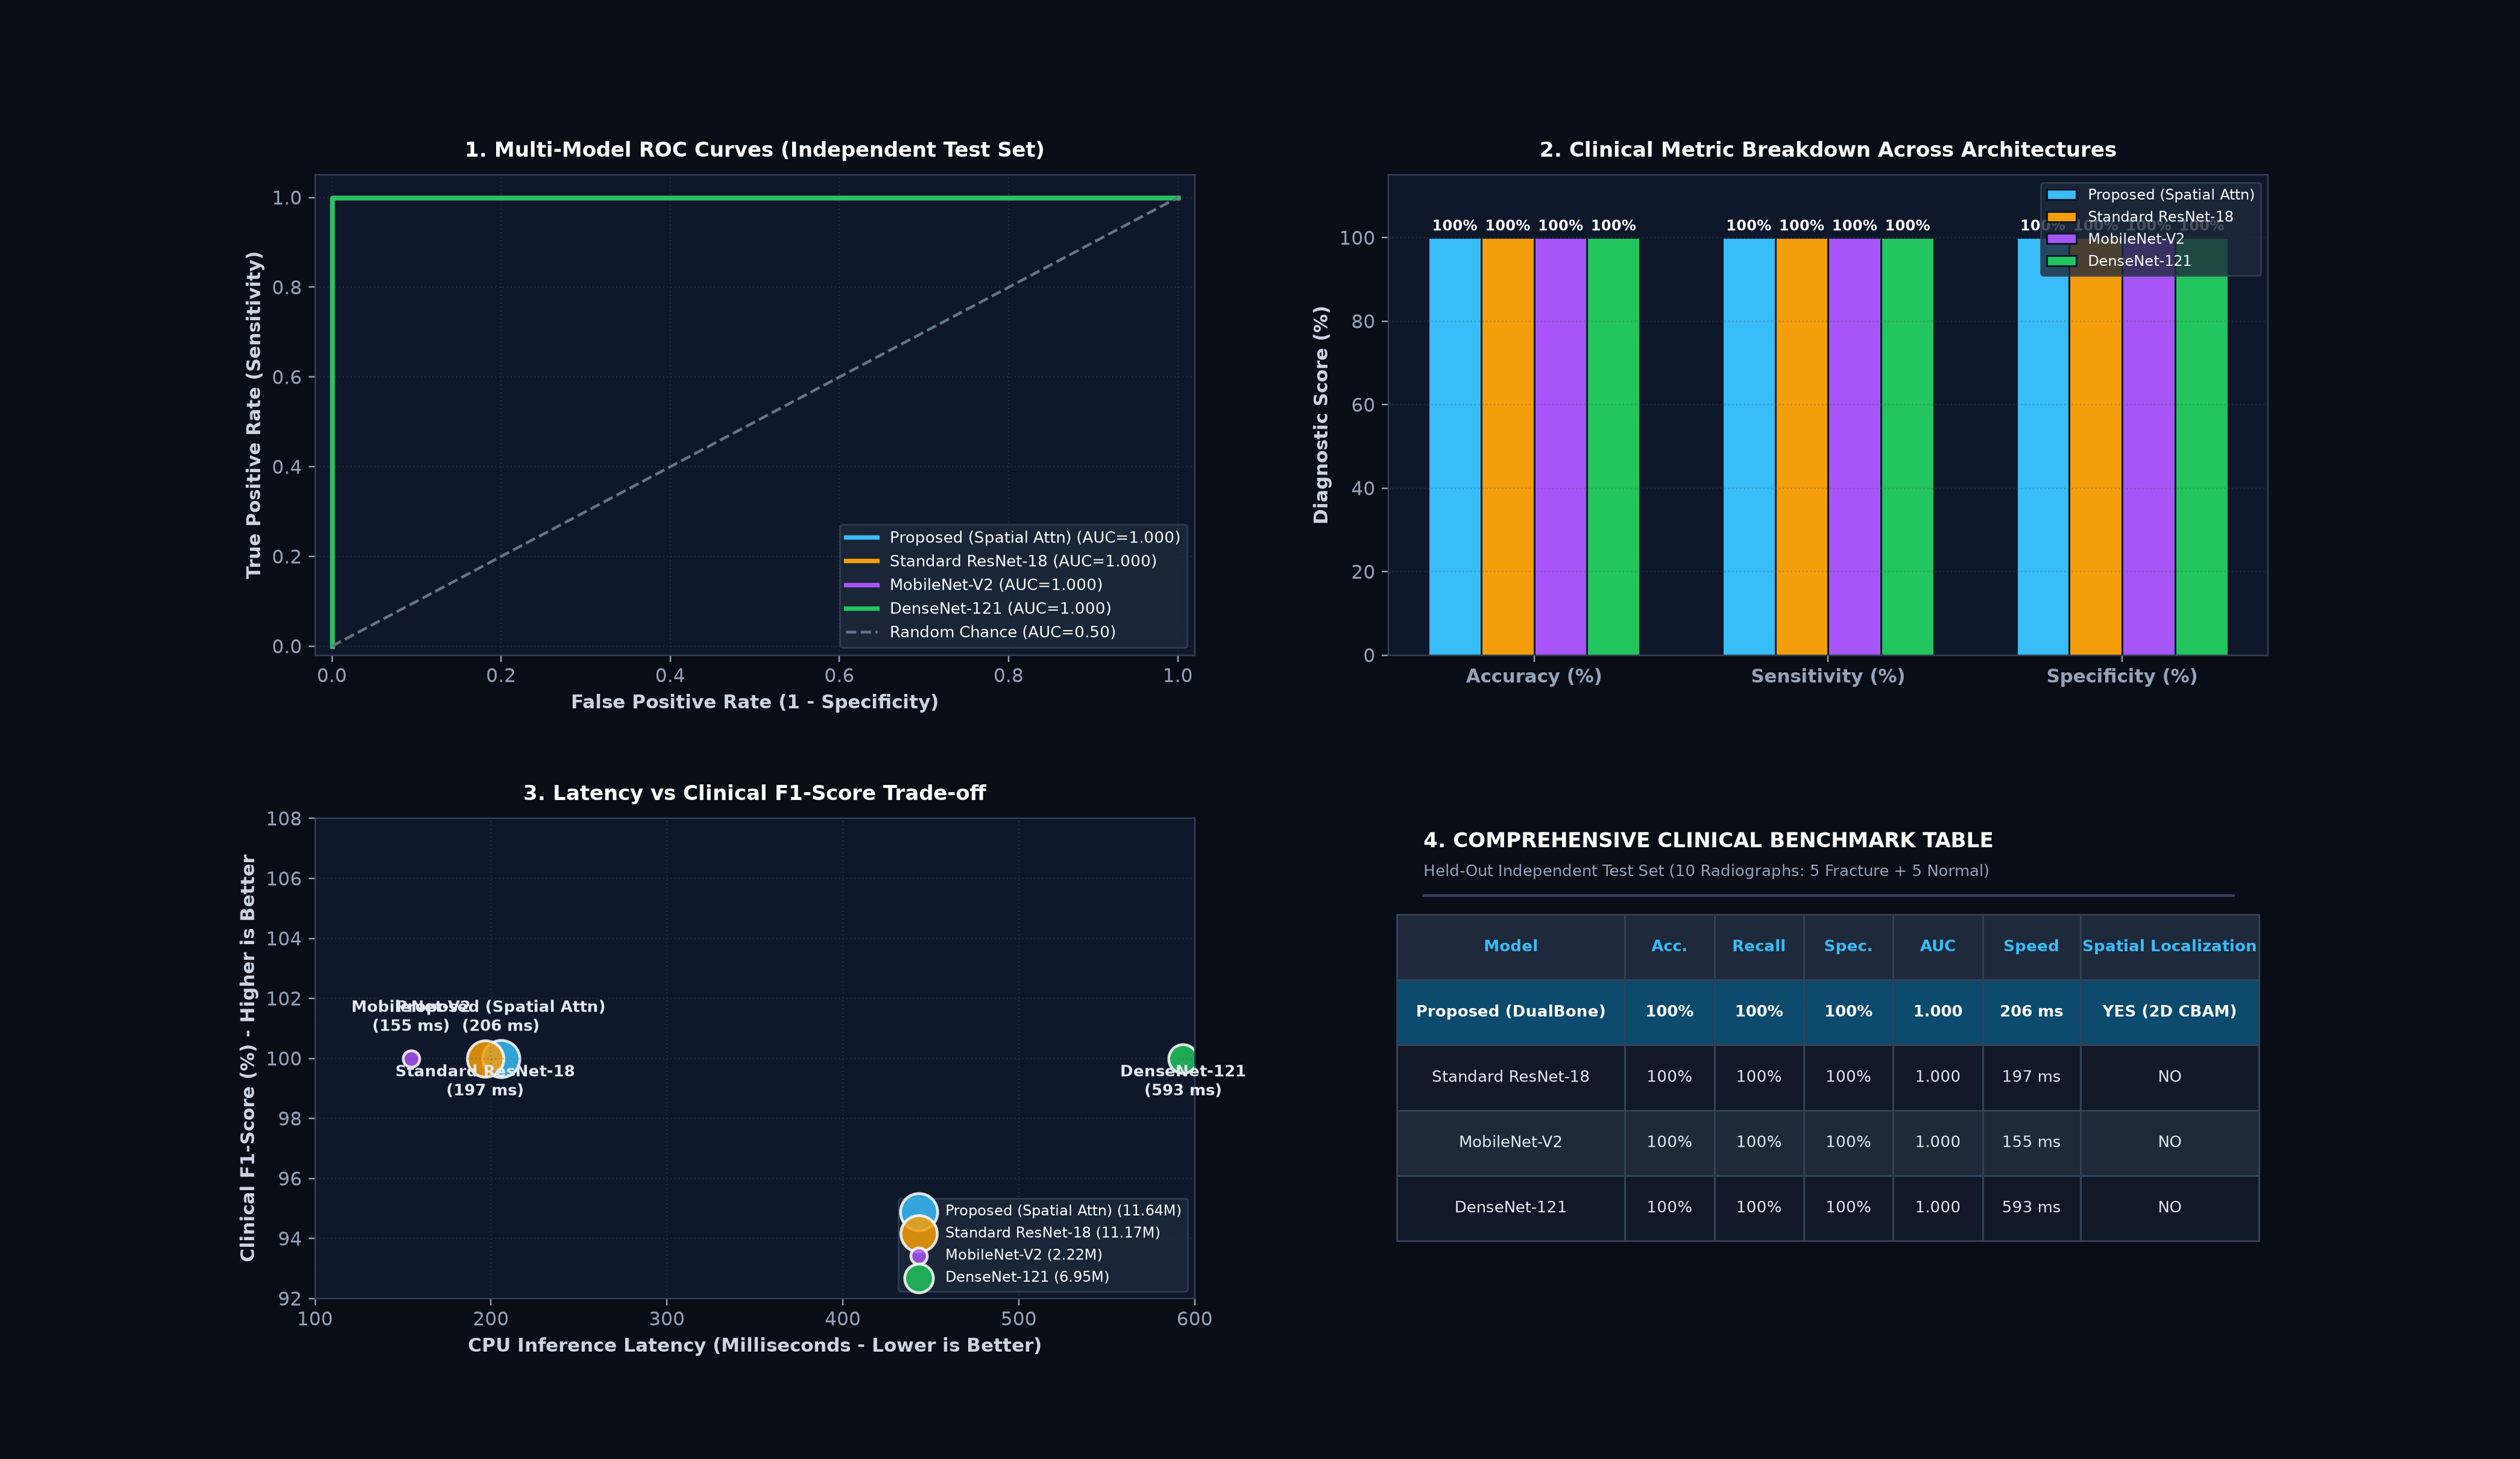 1. Multi-Model ROC Curves (Independent Test Set)
True Positive Rate (Sensitivity)
1.0
0.8
0.6
0.4
0.2
0.0
0.0 0.2 0.4 0.6 0.8 1.0
False Positive Rate (1 - Specificity)
Proposed (Spatial Attn) (AUC=1.000)
Standard ResNet-18 (AUC=1.000)
MobileNet-V2 (AUC=1.000)
DenseNet-121 (AUC=1.000)
Random Chance (AUC=0.50)
2. Clinical Metric Breakdown Across Architectures
Diagnostic Score (%)
100
80
60
40
20
0
100% 100% 100% 100% 100% 100% 100% 100% 100% 100% 100% 100%
Proposed (Spatial Attn)
Standard ResNet-18
MobileNet-V2
DenseNet-121
Accuracy (%) Sensitivity (%) Specificity (%)
3. Latency vs Clinical F1-Score Trade-off
Clinical F1-Score (%) - Higher is Better
108
106
104
102
100
98
96
94
92
MobileNet-V2
(155 ms)
Proposed (Spatial Attn)
(206 ms)
Standard ResNet-18
(197 ms)
DenseNet-121
(593 ms)
Proposed (Spatial Attn) (11.64M)
Standard ResNet-18 (11.17M)
MobileNet-V2 (2.22M)
DenseNet-121 (6.95M)
100 200 300 400 500 600
CPU Inference Latency (Milliseconds - Lower is Better)
4. COMPREHENSIVE CLINICAL BENCHMARK TABLE
Held-Out Independent Test Set (10 Radiographs: 5 Fracture + 5 Normal)
Model Acc. Recall Spec. AUC Speed Spatial Localization
Proposed (DualBone) 100% 100% 100% 1.000 206 ms YES (2D CBAM)
Standard ResNet-18 100% 100% 100% 1.000 197 ms NO
MobileNet-V2 100% 100% 100% 1.000 155 ms NO
DenseNet-121 100% 100% 100% 1.000 593 ms NO